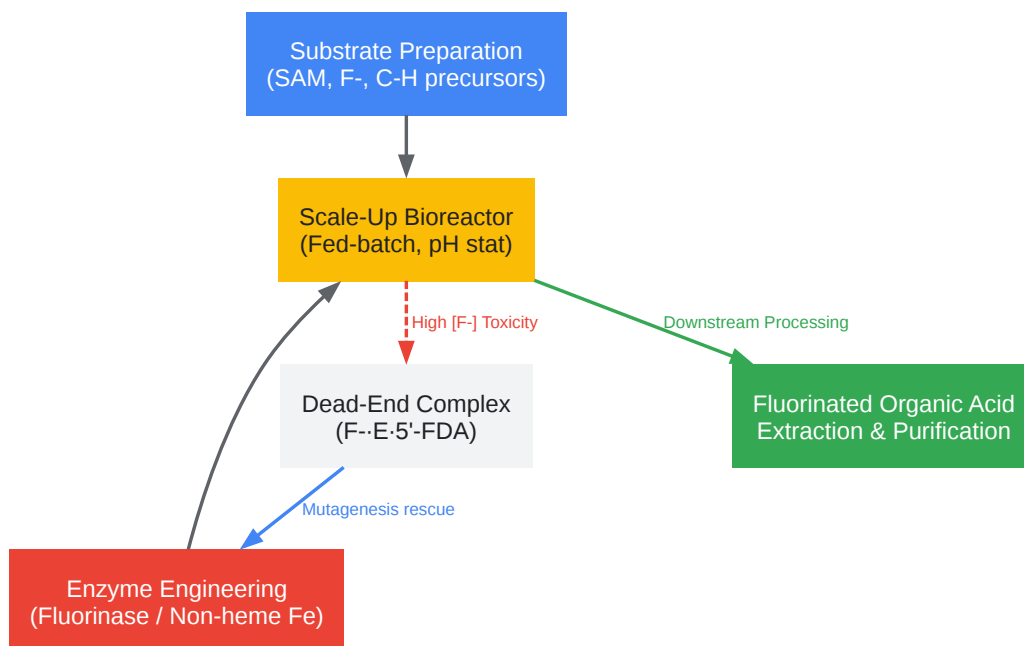 Substrate Preparation
(SAM, F-, C-H precursors)
Scale-Up Bioreactor
(Fed-batch, pH stat)
High [F-] Toxicity
Downstream Processing
Dead-End Complex
(F-·E·5'-FDA)
Fluorinated Organic Acid
Extraction & Purification
Mutagenesis rescue
Enzyme Engineering
(Fluorinase / Non-heme Fe)